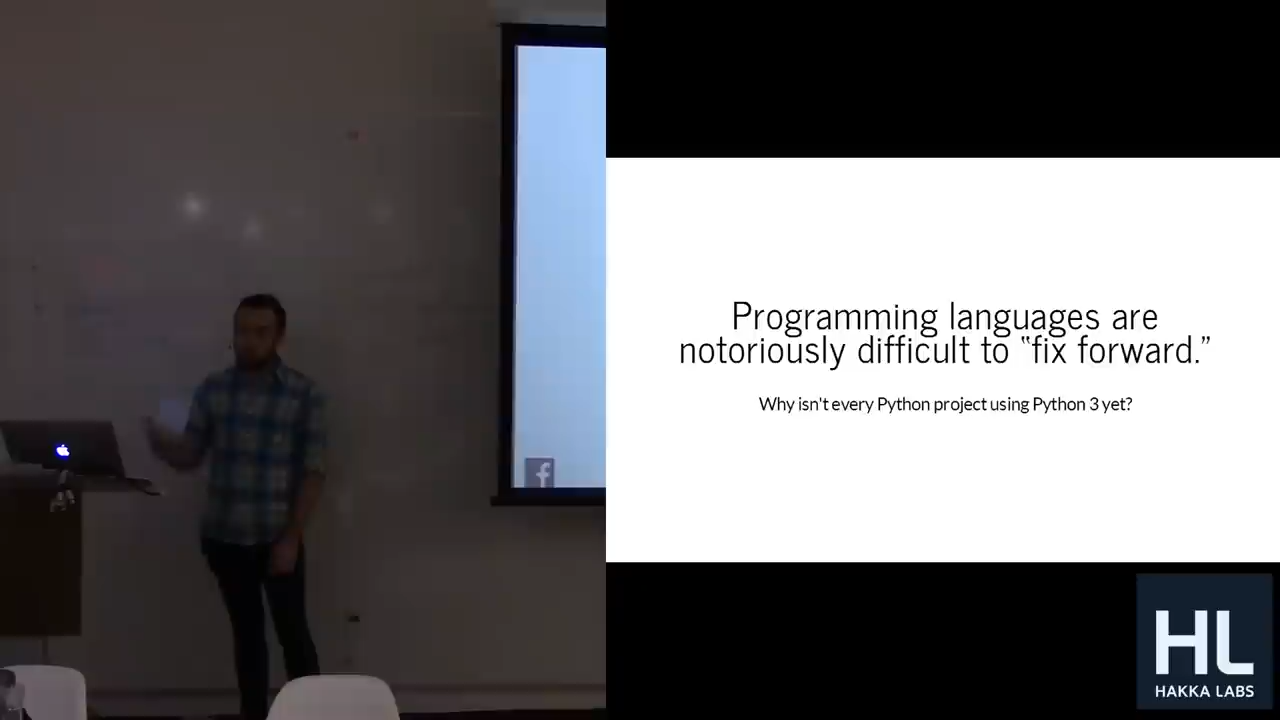 f
Programming languages are
notoriously difficult to "fix forward."
Why isn't every Python project using Python 3 yet?
HL
HAKKA LABS